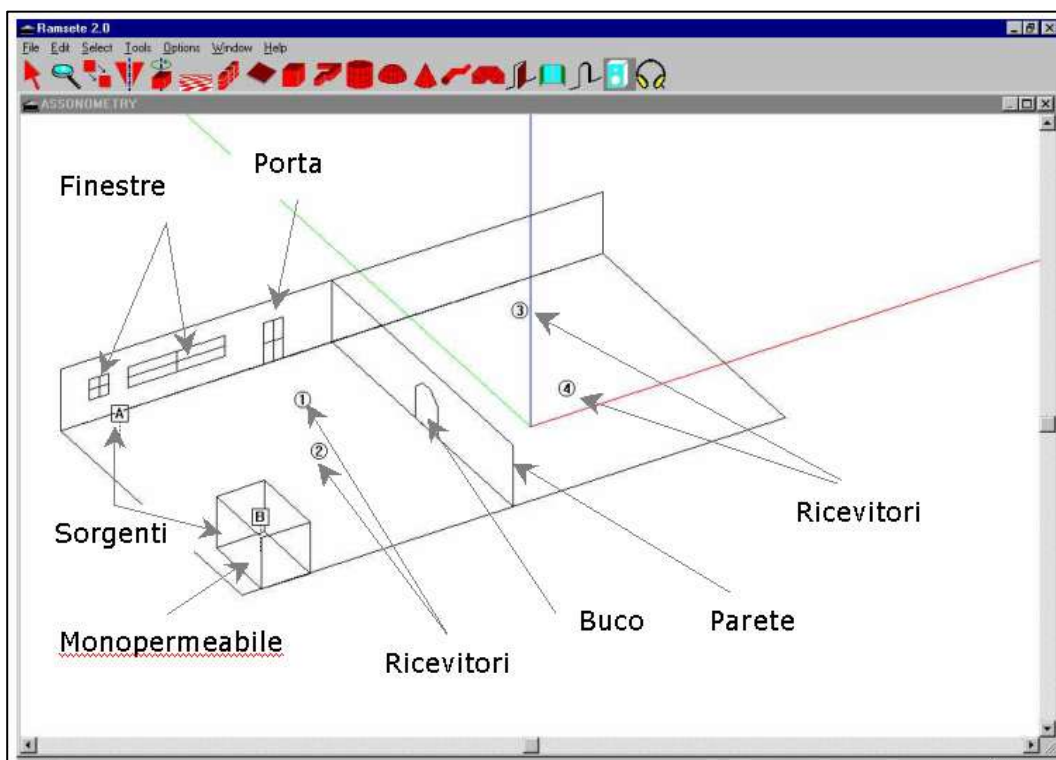 Ramsete 2.0
File Edit Select Tools Options Window Help
ASSONOMETRY
Porta
Finestre
3
4
A
1
2
B
Ricevitori
Sorgenti
Buco
Parete
Monopermeabile
Ricevitori